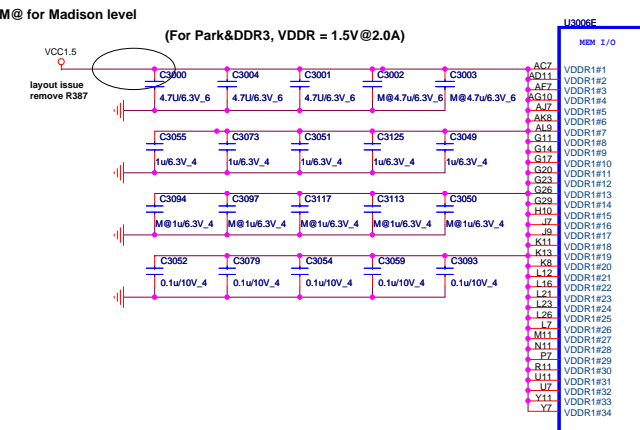 M@ for Madison level
(For Park&DDR3, VDDR = 1.5V@2.0A)
VCC1.5
layout issue
remove R387
C3000 C3004 C3001 C3002 C3003
4.7U/6.3V_6 4.7U/6.3V_6 4.7U/6.3V_6 M@4.7u/6.3V_6 M@4.7u/6.3V_6
C3055 C3073 C3051 C3125 C3049
1u/6.3V_4 1u/6.3V_4 1u/6.3V_4 1u/6.3V_4 1u/6.3V_4
C3094 C3097 C3117 C3113 C3050
M@1u/6.3V_4 M@1u/6.3V_4 M@1u/6.3V_4 M@1u/6.3V_4 M@1u/6.3V_4
C3052 C3079 C3054 C3059 C3093
0.1u/10V_4 0.1u/10V_4 0.1u/10V_4 0.1u/10V_4 0.1u/10V_4
U3006E
MEM I/O
AC7 VDDR1#1
AD11 VDDR1#2
AF7 VDDR1#3
AG10 VDDR1#4
AJ7 VDDR1#5
AK8 VDDR1#6
AL9 VDDR1#7
G11 VDDR1#8
G14 VDDR1#9
G17 VDDR1#10
G20 VDDR1#11
G23 VDDR1#12
G26 VDDR1#13
G29 VDDR1#14
H10 VDDR1#15
J7 VDDR1#16
J9 VDDR1#17
K11 VDDR1#18
K13 VDDR1#19
K8 VDDR1#20
L12 VDDR1#21
L16 VDDR1#22
L21 VDDR1#23
L23 VDDR1#24
L26 VDDR1#25
L7 VDDR1#26
M11 VDDR1#27
N11 VDDR1#28
P7 VDDR1#29
R11 VDDR1#30
U11 VDDR1#31
U7 VDDR1#32
Y11 VDDR1#33
Y7 VDDR1#34